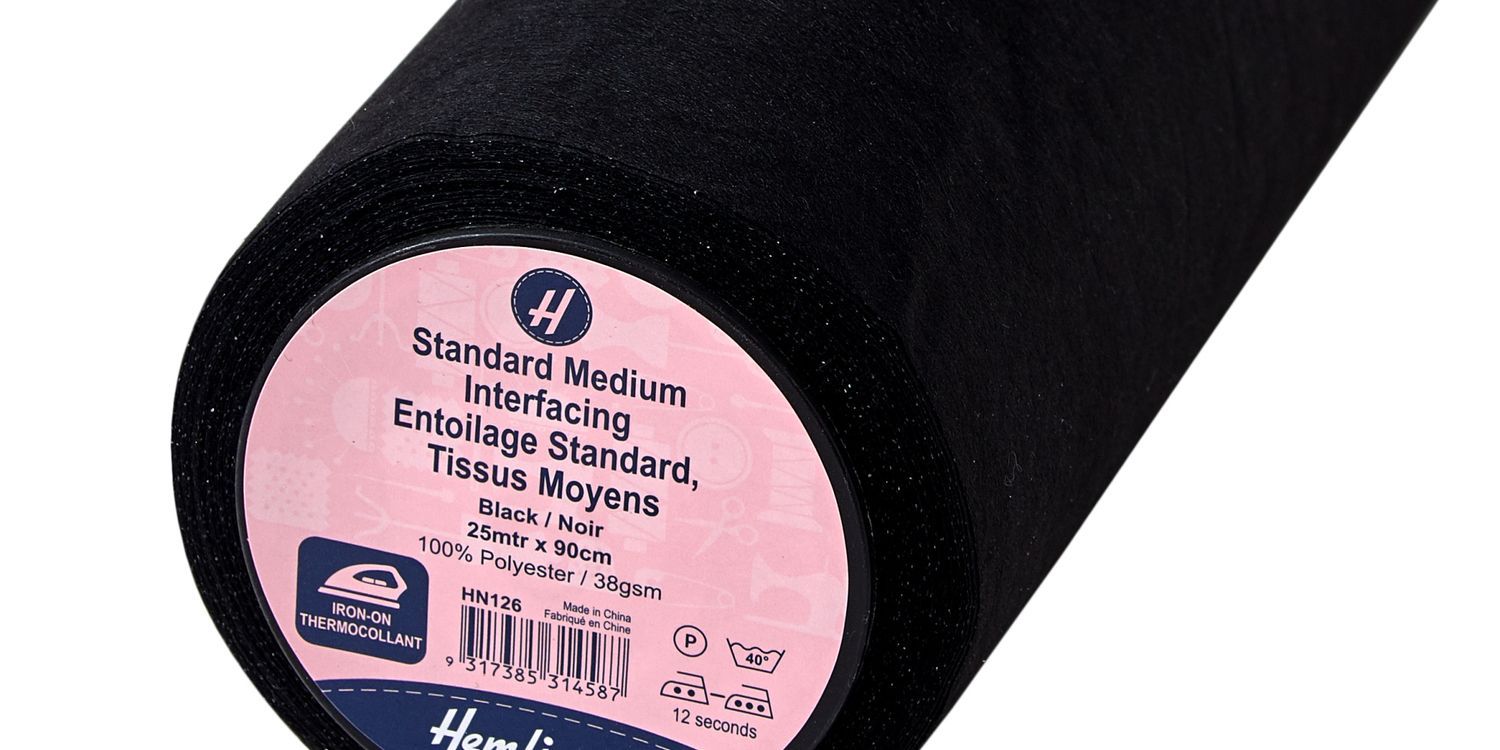 H
Standard Medium
Interfacing
Entoilage Standard,
Tissus Moyens
Black / Noir
25mtr x 90cm
100% Polyester / 38gsm
IRON-ON
THERMOCOLLANT
HN126
Made in China
Fabriqué en Chine
9 317385 314587
P
40°
12 seconds